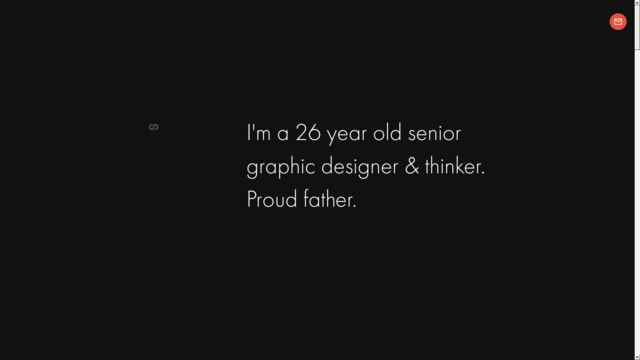 I'm a 26 year old senior
graphic designer & thinker.
Proud father.